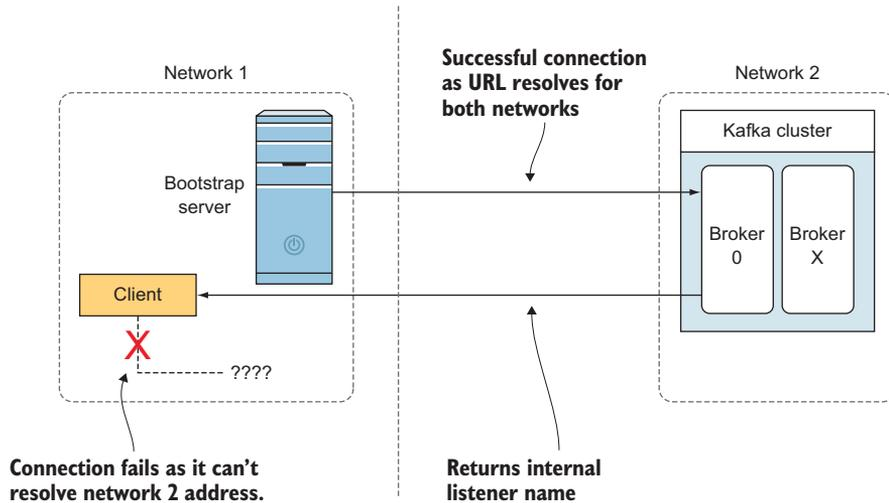 Network 1
Successful connection
as URL resolves for
both networks
Network 2
Kafka cluster
Bootstrap
server
Broker
0
Broker
X
Client
X
????
Connection fails as it can’t
resolve network 2 address.
Returns internal
listener name